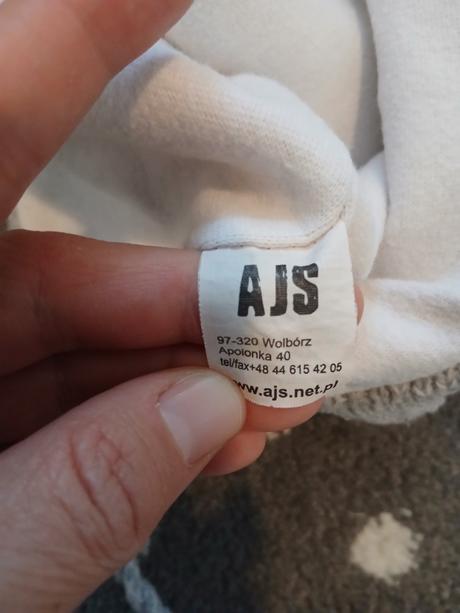 AJS
97-320 Wolbórz
Apolonka 40
tel/fax+48 44 615 42 05
www.ajs.net.pl